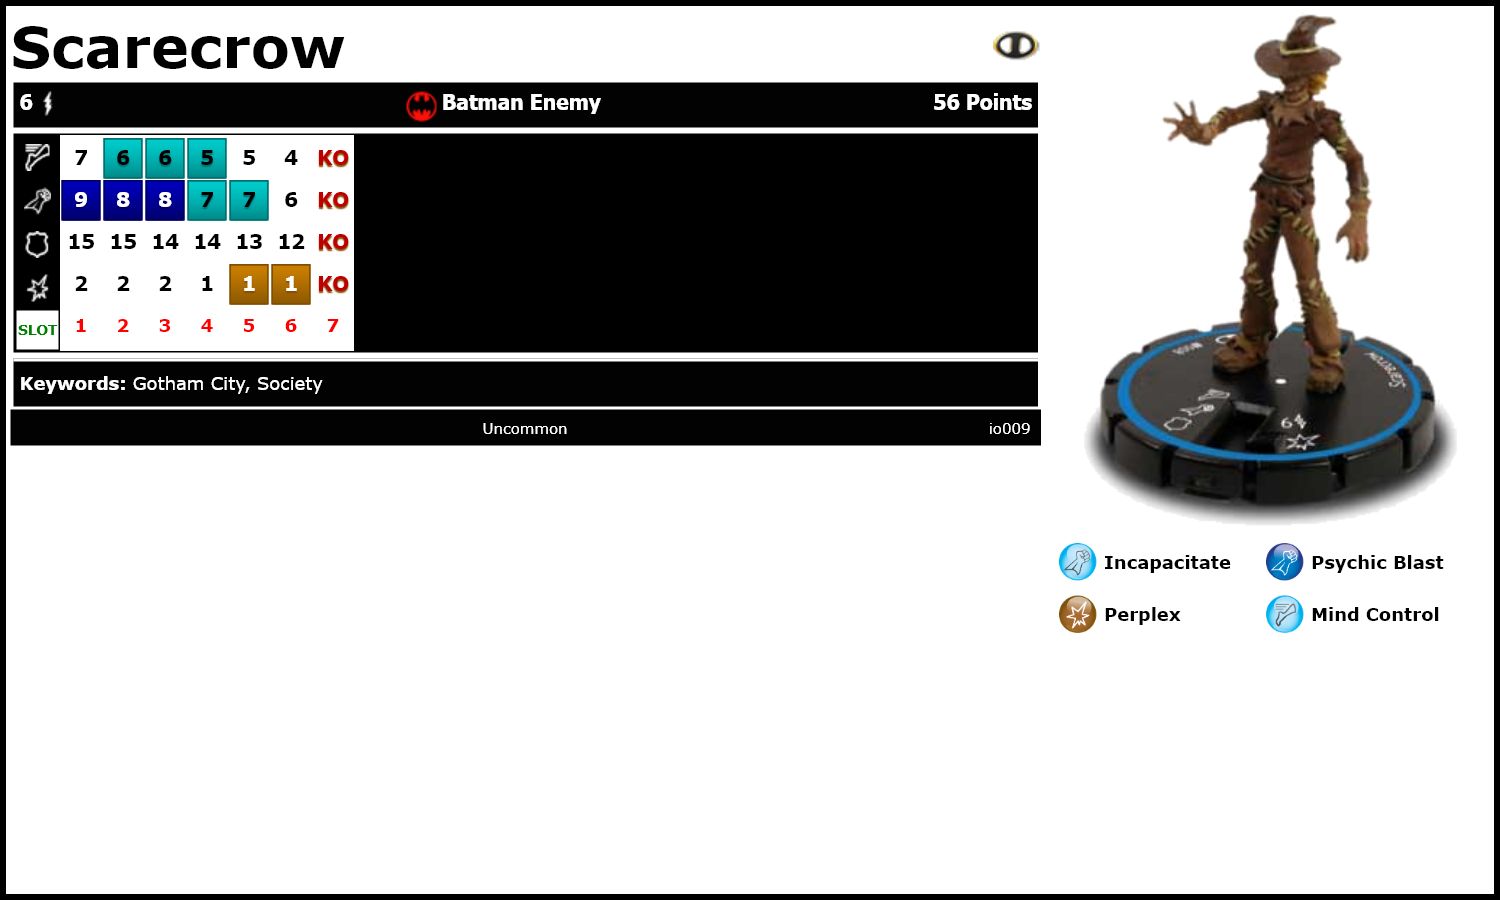 Scarecrow
6 Batman Enemy 56 Points
7 6 6 5 5 4 KO
9 8 8 7 7 6 KO
15 15 14 14 13 12 KO
2 2 2 1 1 1 KO
SLOT 1 2 3 4 5 6 7
Keywords: Gotham City, Society
Uncommon io009
Scarecrow
6
Incapacitate Psychic Blast
Perplex Mind Control